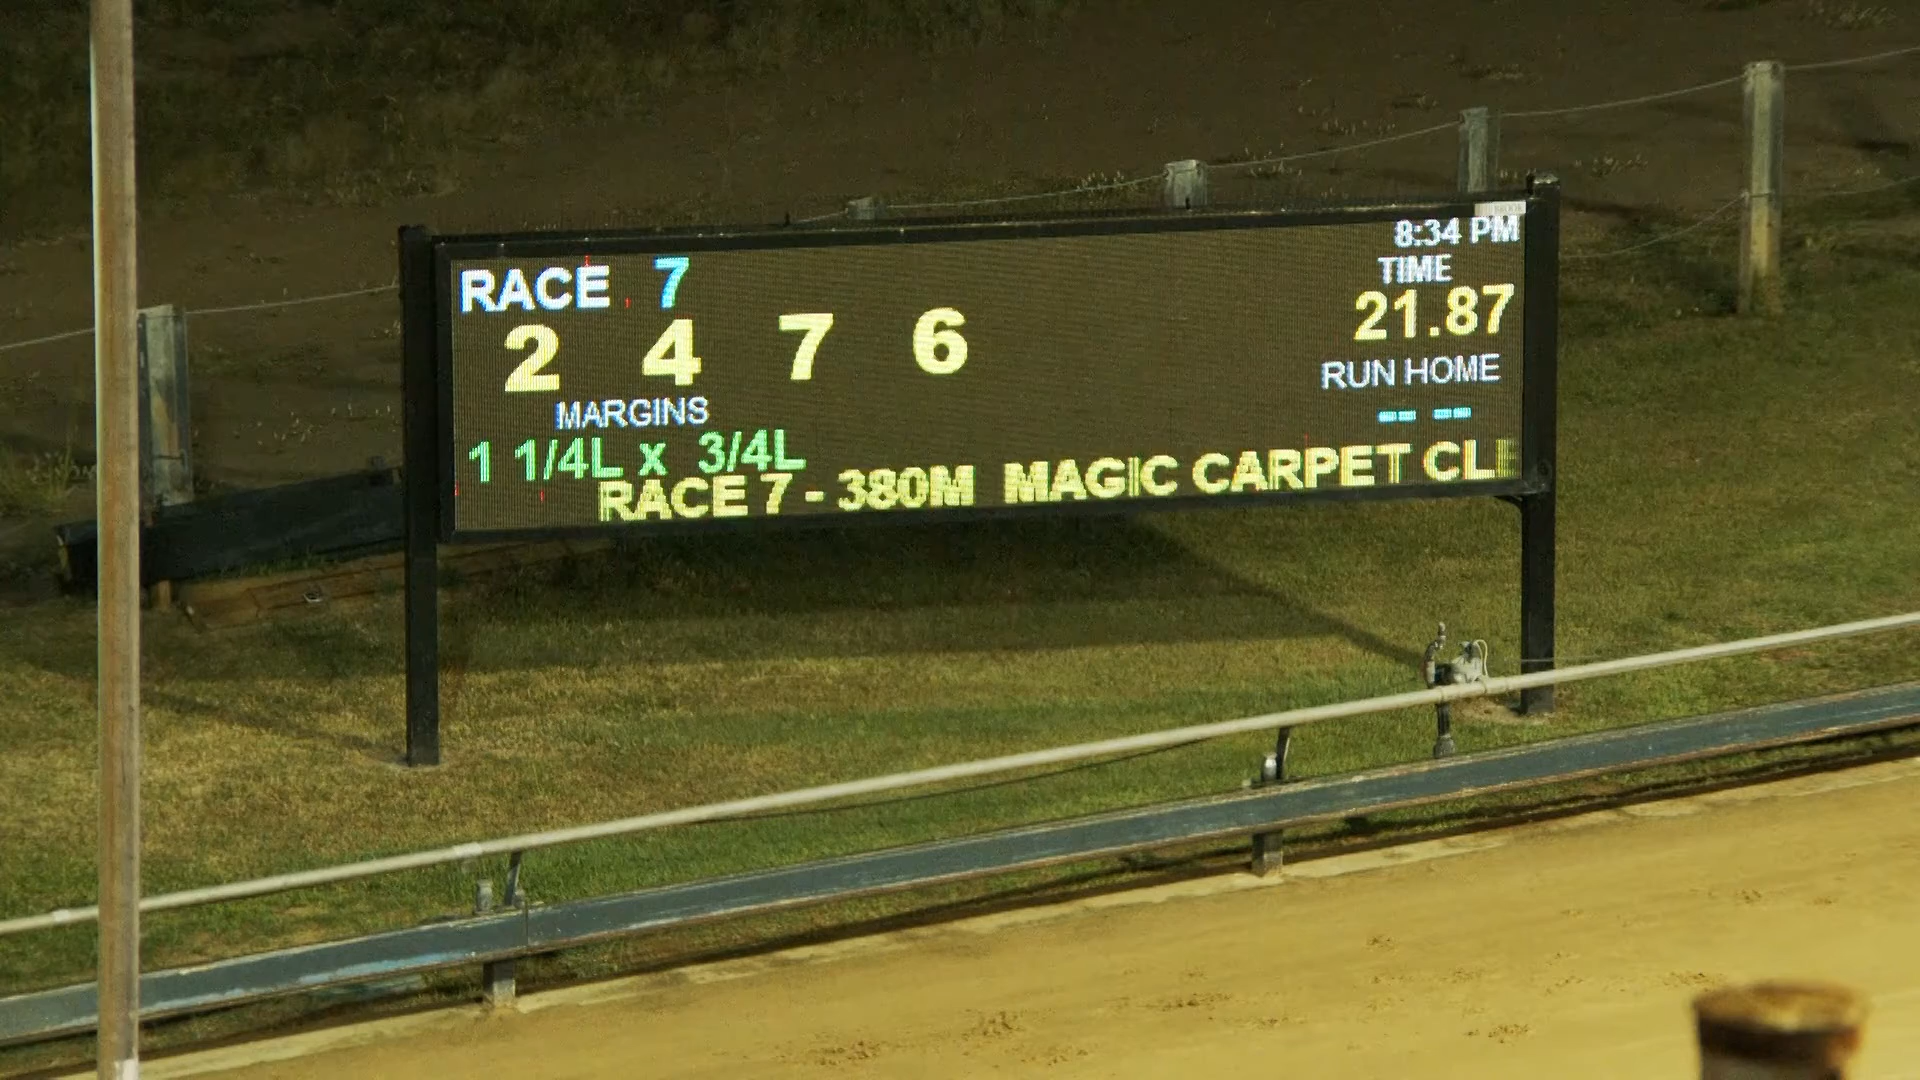 8:34 PM
RACE 7
TIME
2 4 7 6
21.87
MARGINS
RUN HOME
-- --
1 1/4L x 3/4L
RACE 7 - 380M MAGIC CARPET CLE